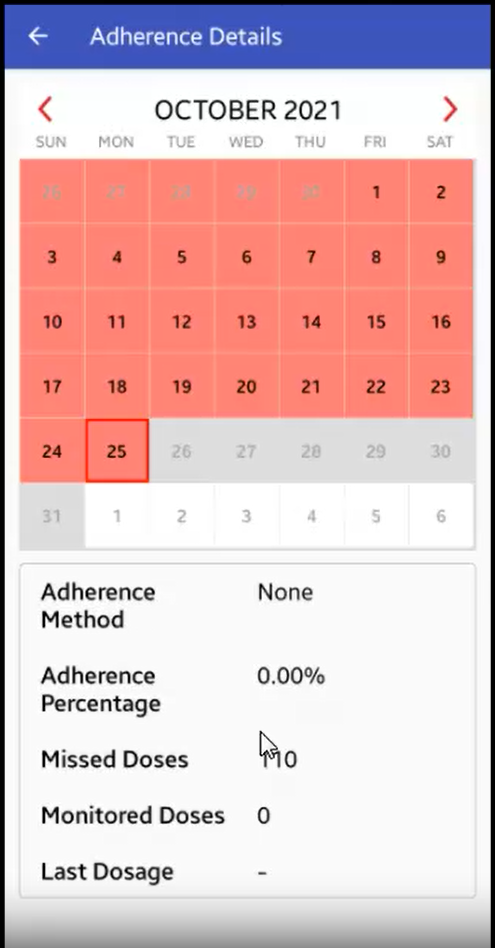 Adherence Details
OCTOBER 2021
SUN MON TUE WED THU FRI SAT
26 27 28 29 30 1 2
3 4 5 6 7 8 9
10 11 12 13 14 15 16
17 18 19 20 21 22 23
24 25 26 27 28 29 30
31 1 2 3 4 5 6
Adherence None
Method
Adherence 0.00%
Percentage
Missed Doses 110
Monitored Doses 0
Last Dosage -